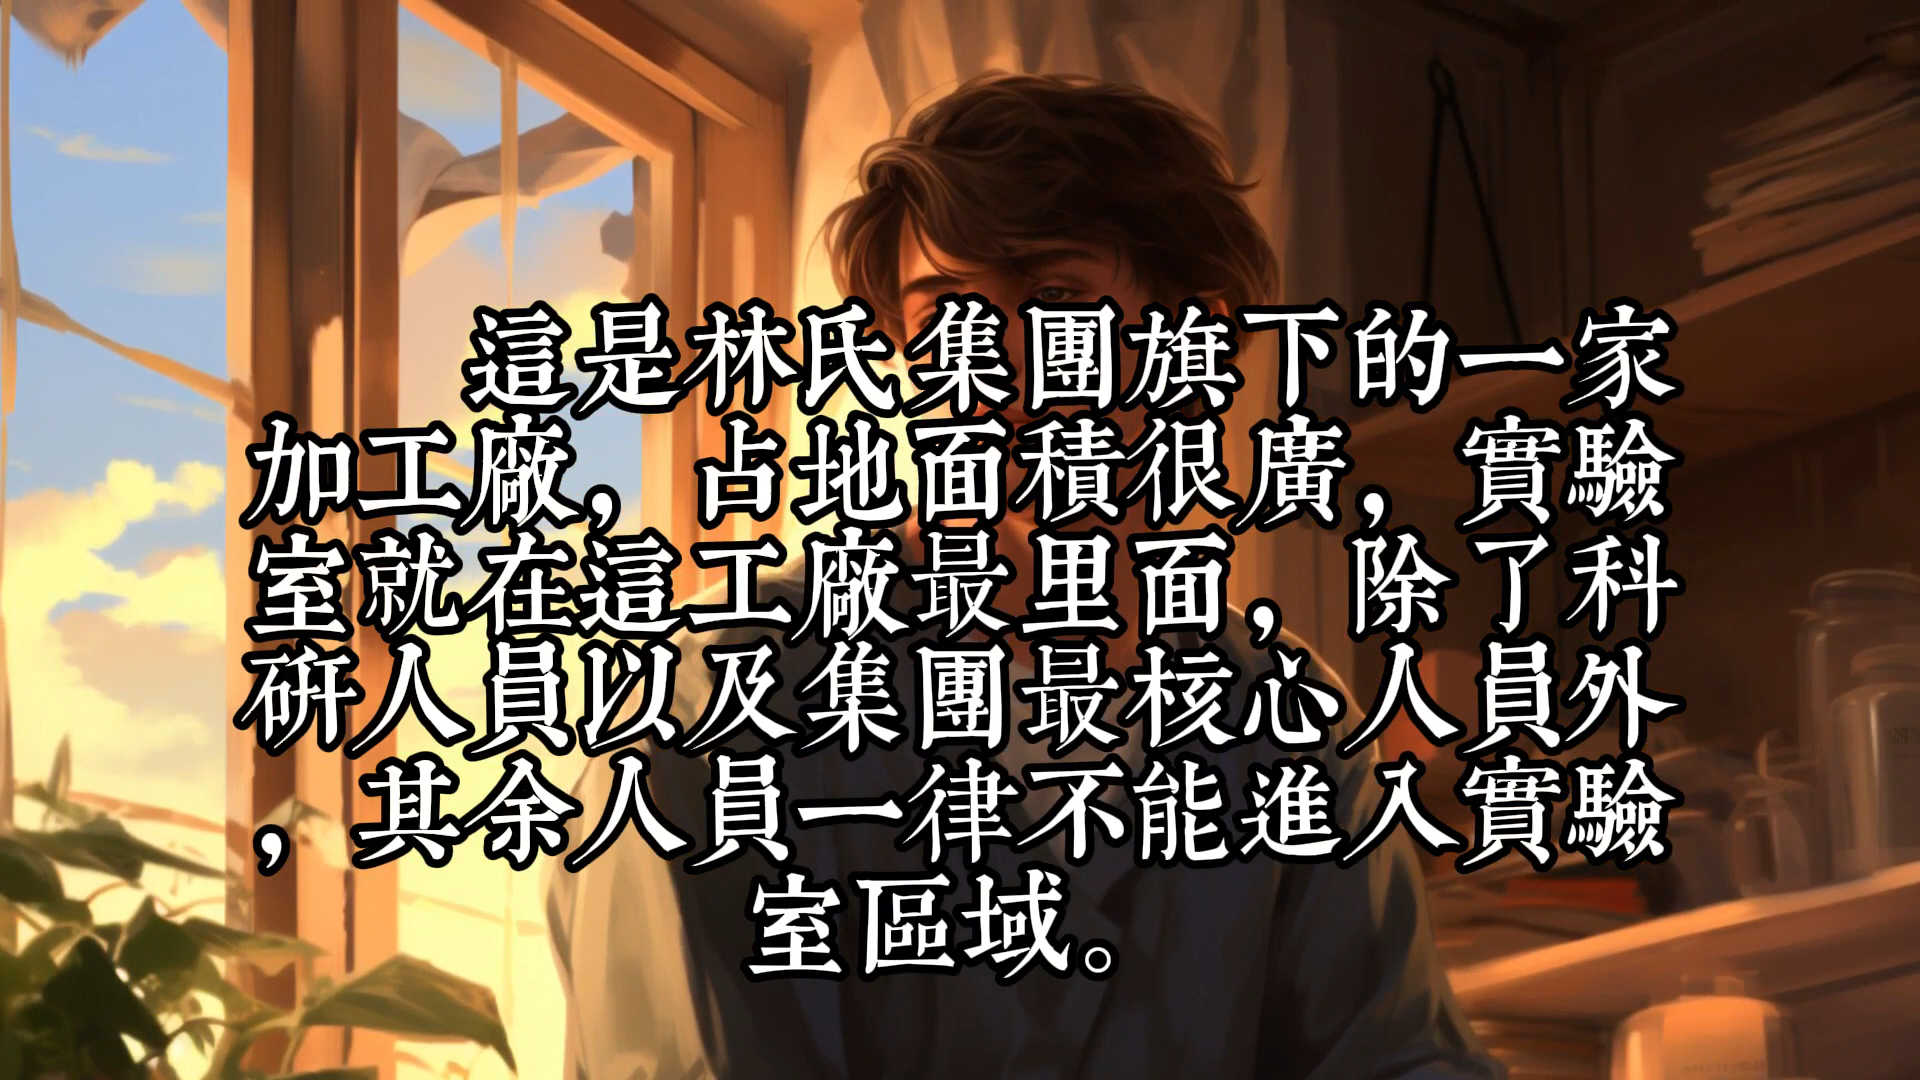 這是林氏集團旗下的一家
加工廠，占地面積很廣，實驗
室就在這工廠最里面，除了科
研人員以及集團最核心人員外
，其余人員一律不能進入實驗
室區域。